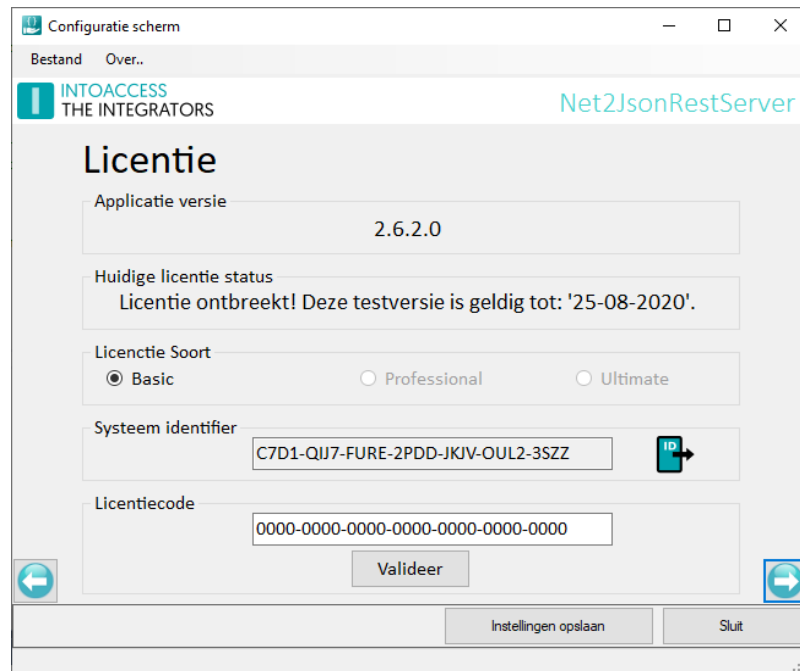 Configuratie scherm
Bestand Over..
INTOACCESS
THE INTEGRATORS
Net2JsonRestServer
Licentie
Applicatie versie
2.6.2.0
Huidige licentie status
Licentie ontbreekt! Deze testversie is geldig tot: '25-08-2020'.
Licenctie Soort
Basic Professional Ultimate
Systeem identifier
C7D1-QIJ7-FURE-2PDD-JKJV-OUL2-3SZZ
ID
Licentiecode
0000-0000-0000-0000-0000-0000-0000
Valideer
Instellingen opslaan Sluit